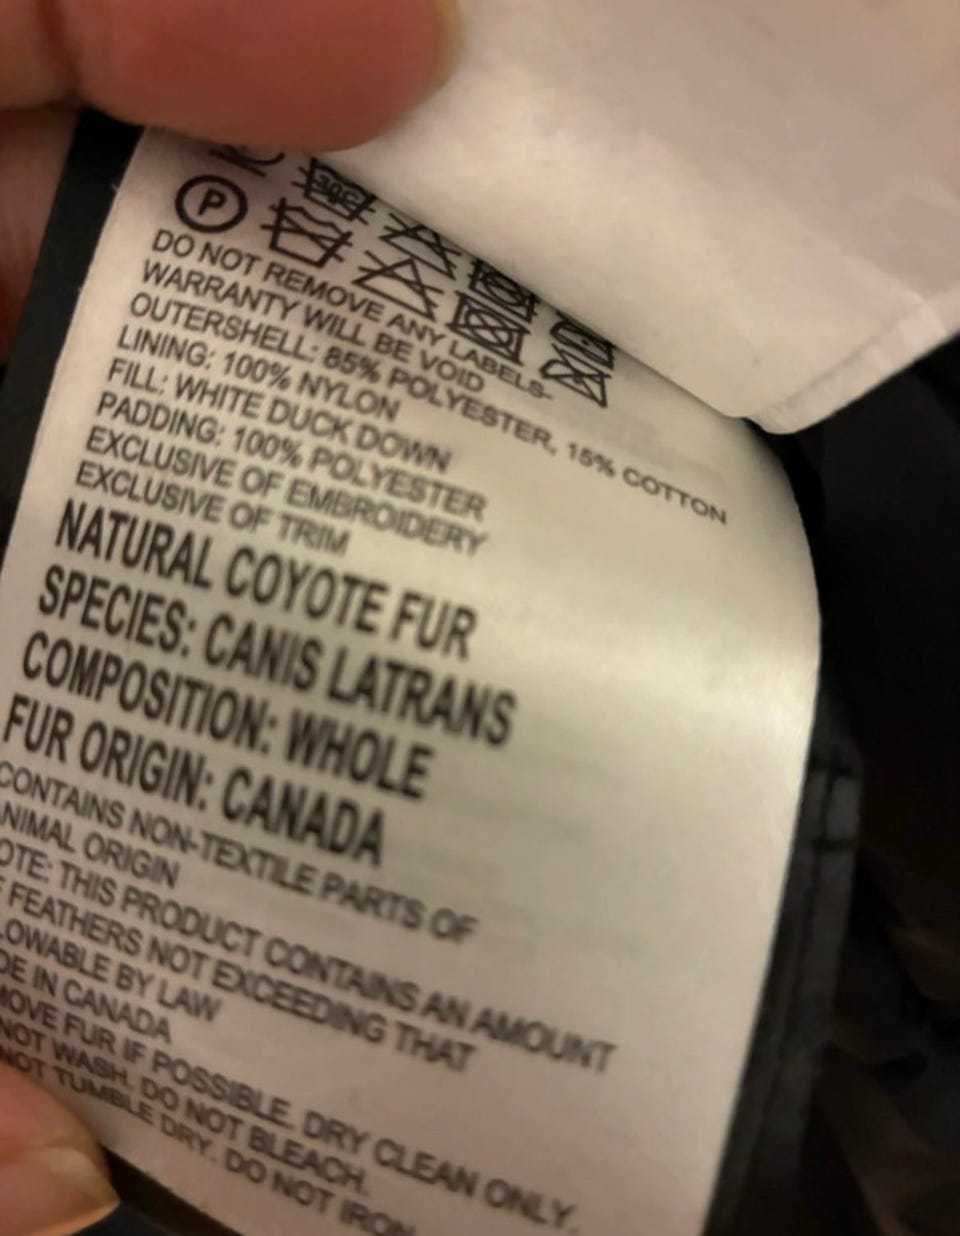 30C
P
DO NOT REMOVE ANY LABELS-
WARRANTY WILL BE VOID
OUTERSHELL: 85% POLYESTER, 15% COTTON
LINING: 100% NYLON
FILL: WHITE DUCK DOWN
PADDING: 100% POLYESTER
EXCLUSIVE OF EMBROIDERY
EXCLUSIVE OF TRIM
NATURAL COYOTE FUR
SPECIES: CANIS LATRANS
COMPOSITION: WHOLE
FUR ORIGIN: CANADA
CONTAINS NON-TEXTILE PARTS OF
NIMAL ORIGIN
OTE: THIS PRODUCT CONTAINS AN AMOUNT
F FEATHERS NOT EXCEEDING THAT
LOWABLE BY LAW
DE IN CANADA
MOVE FUR IF POSSIBLE. DRY CLEAN ONLY.
NOT WASH. DO NOT BLEACH.
NOT TUMBLE DRY. DO NOT IRON